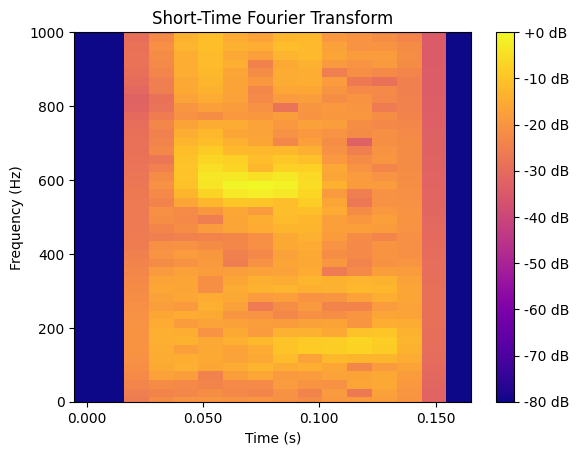 Short-Time Fourier Transform
Frequency (Hz)
1000
800
600
400
200
0
0.000
0.050
0.100
0.150
Time (s)
+0 dB
-10 dB
-20 dB
-30 dB
-40 dB
-50 dB
-60 dB
-70 dB
-80 dB